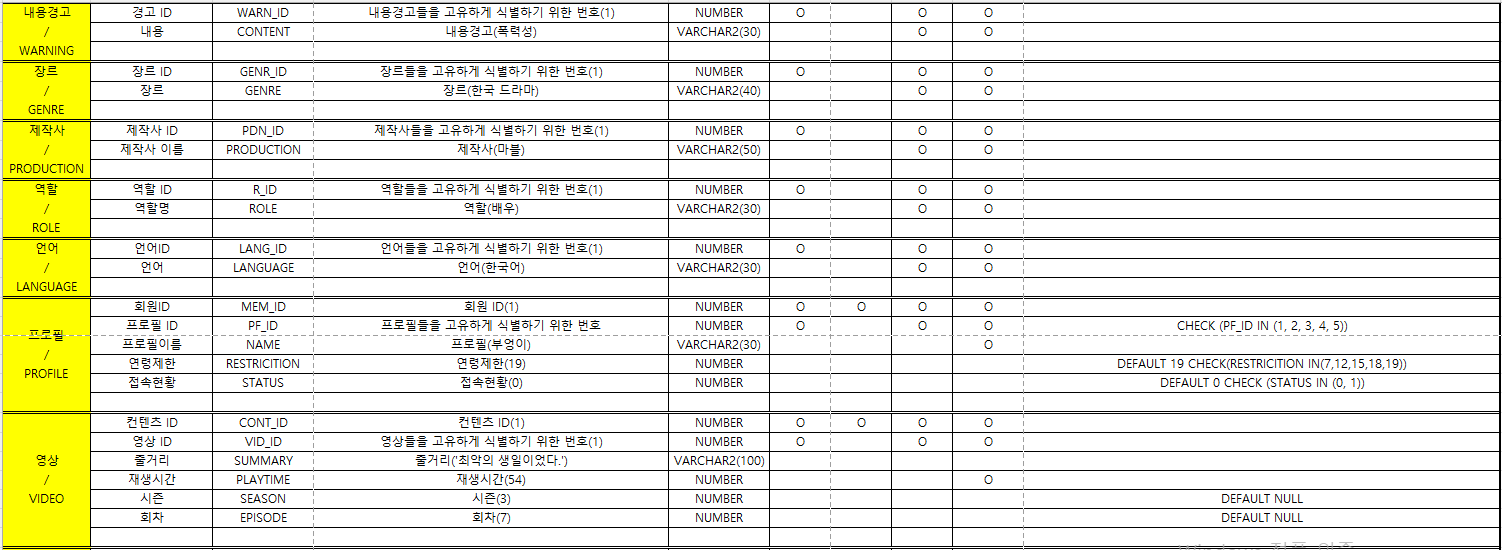 내용경고 / WARNING
경고 ID WARN_ID 내용경고들을 고유하게 식별하기 위한 번호(1) NUMBER O O O
내용 CONTENT 내용경고(폭력성) VARCHAR2(30) O O
장르 / GENRE
장르 ID GENR_ID 장르들을 고유하게 식별하기 위한 번호(1) NUMBER O O O
장르 GENRE 장르(한국 드라마) VARCHAR2(40) O O
제작사 / PRODUCTION
제작사 ID PDN_ID 제작사들을 고유하게 식별하기 위한 번호(1) NUMBER O O O
제작사 이름 PRODUCTION 제작사(마블) VARCHAR2(50) O O
역할 / ROLE
역할 ID R_ID 역할들을 고유하게 식별하기 위한 번호(1) NUMBER O O O
역할명 ROLE 역할(배우) VARCHAR2(30) O O
언어 / LANGUAGE
언어ID LANG_ID 언어들을 고유하게 식별하기 위한 번호(1) NUMBER O O O
언어 LANGUAGE 언어(한국어) VARCHAR2(30) O O
프로필 / PROFILE
회원ID MEM_ID 회원 ID(1) NUMBER O O O O
프로필 ID PF_ID 프로필들을 고유하게 식별하기 위한 번호 NUMBER O O O CHECK (PF_ID IN (1, 2, 3, 4, 5))
프로필이름 NAME 프로필(부엉이) VARCHAR2(30) O
연령제한 RESTRICITION 연령제한(19) NUMBER DEFAULT 19 CHECK(RESTRICITION IN(7,12,15,18,19))
접속현황 STATUS 접속현황(0) NUMBER DEFAULT 0 CHECK (STATUS IN (0, 1))
영상 / VIDEO
컨텐츠 ID CONT_ID 컨텐츠 ID(1) NUMBER O O O O
영상 ID VID_ID 영상들을 고유하게 식별하기 위한 번호(1) NUMBER O O O
줄거리 SUMMARY 줄거리('최악의 생일이었다.') VARCHAR2(100)
재생시간 PLAYTIME 재생시간(54) NUMBER O
시즌 SEASON 시즌(3) NUMBER DEFAULT NULL
회차 EPISODE 회차(7) NUMBER DEFAULT NULL